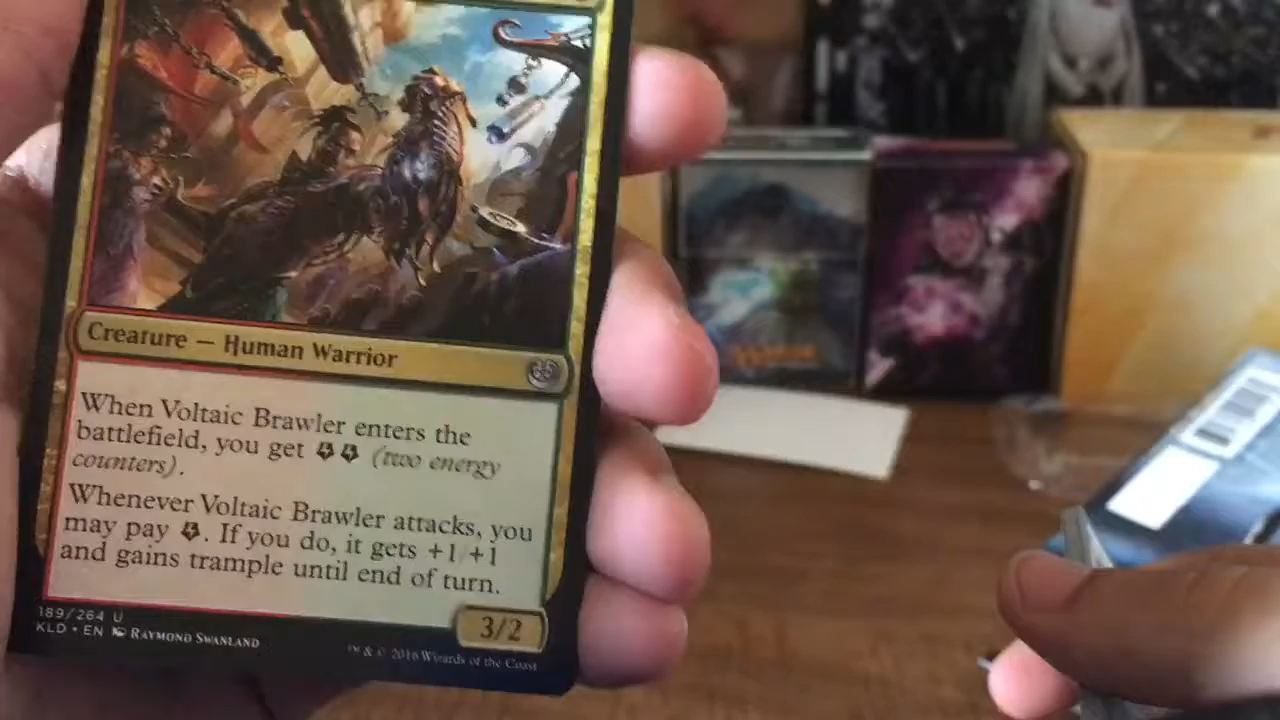 Creature — Human Warrior
When Voltaic Brawler enters the
battlefield, you get (two energy
counters).
Whenever Voltaic Brawler attacks, you
may pay . If you do, it gets +1/+1
and gains trample until end of turn.
189/264 U
KLD • EN RAYMOND SWANLAND
3/2
™ & © 2016 Wizards of the Coast